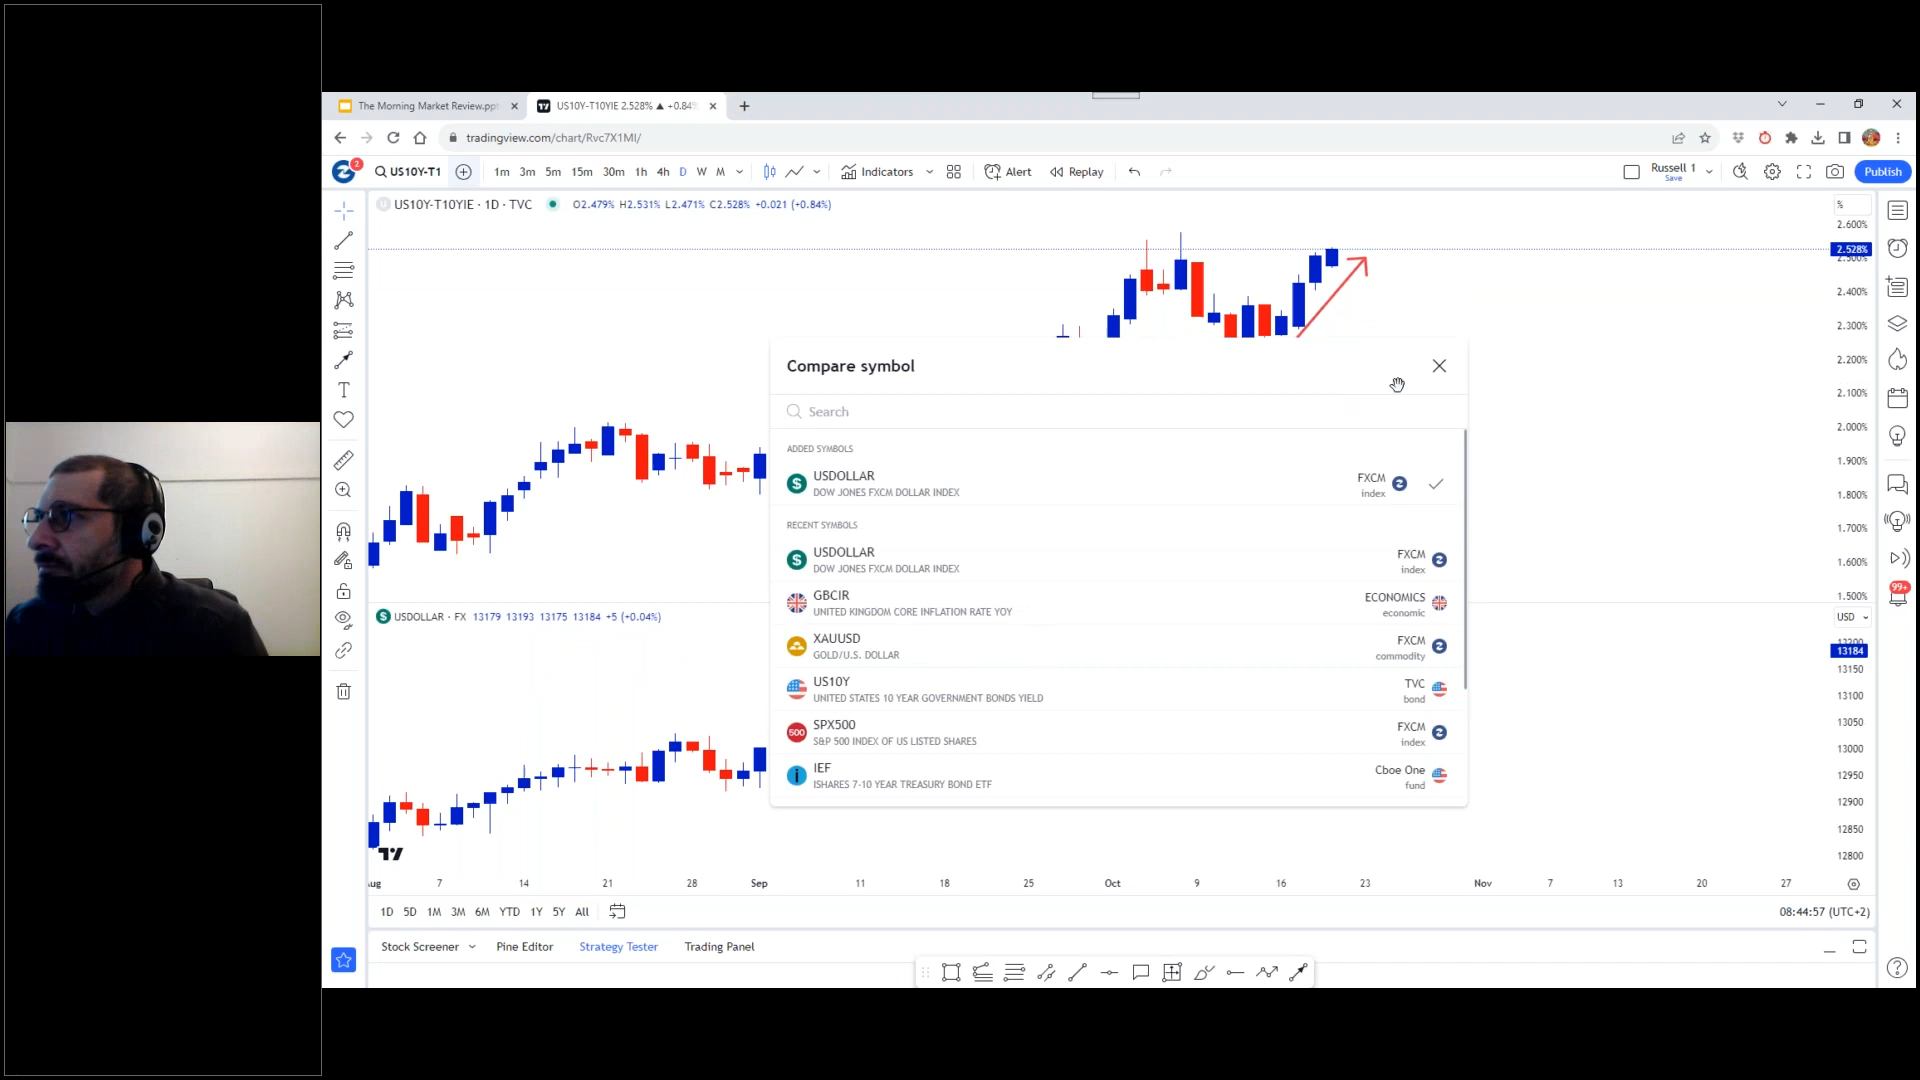 The Morning Market Review.ppt
US10Y-T10YIE 2.528% ▲ +0.84%
tradingview.com/chart/Rvc7X1MI/
2
US10Y-T1
1m 3m 5m 15m 30m 1h 4h D W M
Indicators
Alert
Replay
Russell 1
Save
Publish
US10Y-T10YIE · 1D · TVC
O2.479% H2.531% L2.471% C2.528% +0.021 (+0.84%)
%
2.600%
2.528%
2.500%
2.400%
2.300%
2.200%
2.100%
2.000%
1.900%
1.800%
1.700%
1.600%
1.500%
Compare symbol
Search
ADDED SYMBOLS
USDOLLAR
DOW JONES FXCM DOLLAR INDEX
FXCM
index
RECENT SYMBOLS
USDOLLAR
DOW JONES FXCM DOLLAR INDEX
FXCM
index
GBCIR
UNITED KINGDOM CORE INFLATION RATE YOY
ECONOMICS
economic
XAUUSD
GOLD/U.S. DOLLAR
FXCM
commodity
US10Y
UNITED STATES 10 YEAR GOVERNMENT BONDS YIELD
TVC
bond
500
SPX500
S&P 500 INDEX OF US LISTED SHARES
FXCM
index
IEF
ISHARES 7-10 YEAR TREASURY BOND ETF
Cboe One
fund
USDOLLAR · FX 13179 13193 13175 13184 +5 (+0.04%)
USD
13200
13184
13150
13100
13050
13000
12950
12900
12850
12800
99+
Aug 7 14 21 28 Sep 11 18 25 Oct 9 16 23 Nov 7 13 20 27
1D 5D 1M 3M 6M YTD 1Y 5Y All
08:44:57 (UTC+2)
Stock Screener Pine Editor Strategy Tester Trading Panel